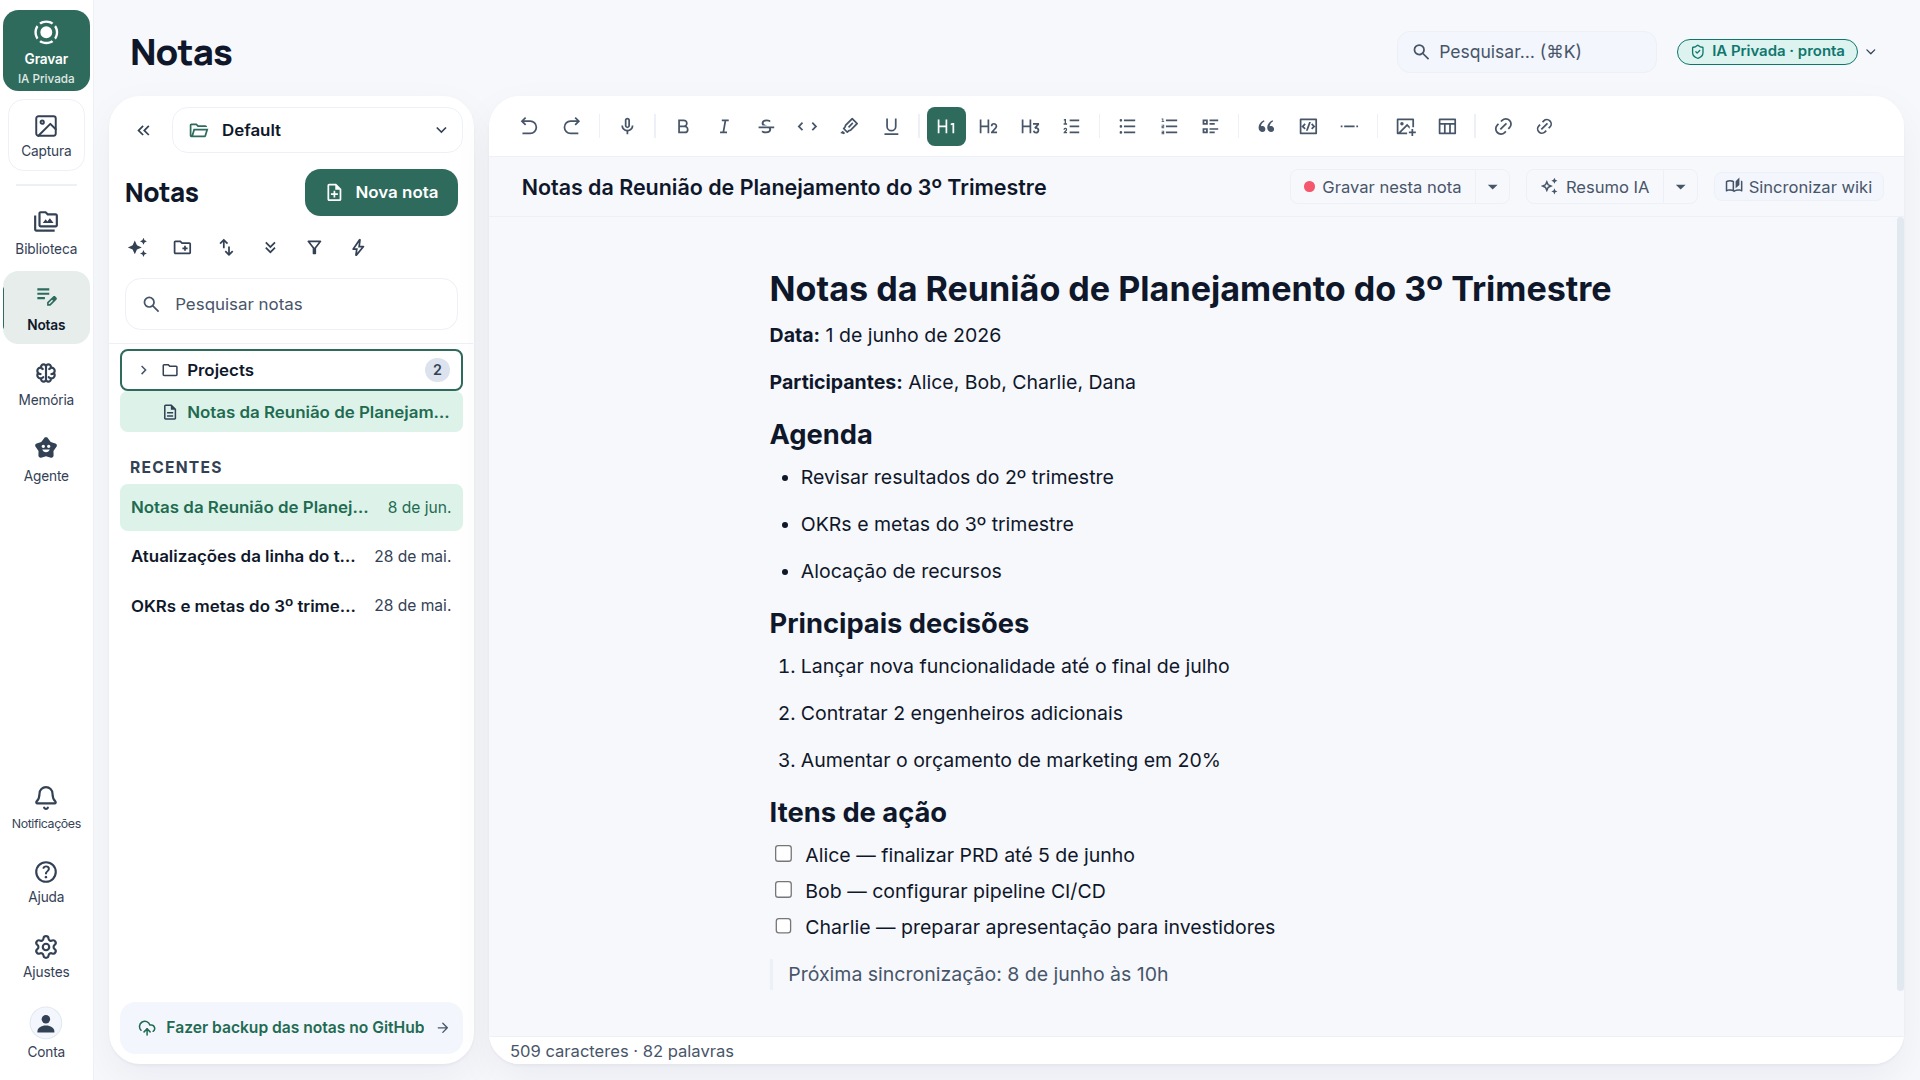 Gravar
IA Privada
Captura
Biblioteca
Notas
Memória
Agente
Notificações
Ajuda
Ajustes
Conta
Notas
Pesquisar... (⌘K)
IA Privada · pronta
Default
Notas
Nova nota
Pesquisar notas
Projects 2
Notas da Reunião de Planejam...
RECENTES
Notas da Reunião de Planej... 8 de jun.
Atualizações da linha do t... 28 de mai.
OKRs e metas do 3º trime... 28 de mai.
Fazer backup das notas no GitHub
H1 H2 H3
Notas da Reunião de Planejamento do 3º Trimestre
Gravar nesta nota
Resumo IA
Sincronizar wiki
Notas da Reunião de Planejamento do 3º Trimestre
Data: 1 de junho de 2026
Participantes: Alice, Bob, Charlie, Dana
Agenda
• Revisar resultados do 2º trimestre
• OKRs e metas do 3º trimestre
• Alocação de recursos
Principais decisões
1. Lançar nova funcionalidade até o final de julho
2. Contratar 2 engenheiros adicionais
3. Aumentar o orçamento de marketing em 20%
Itens de ação
Alice — finalizar PRD até 5 de junho
Bob — configurar pipeline CI/CD
Charlie — preparar apresentação para investidores
Próxima sincronização: 8 de junho às 10h
509 caracteres · 82 palavras